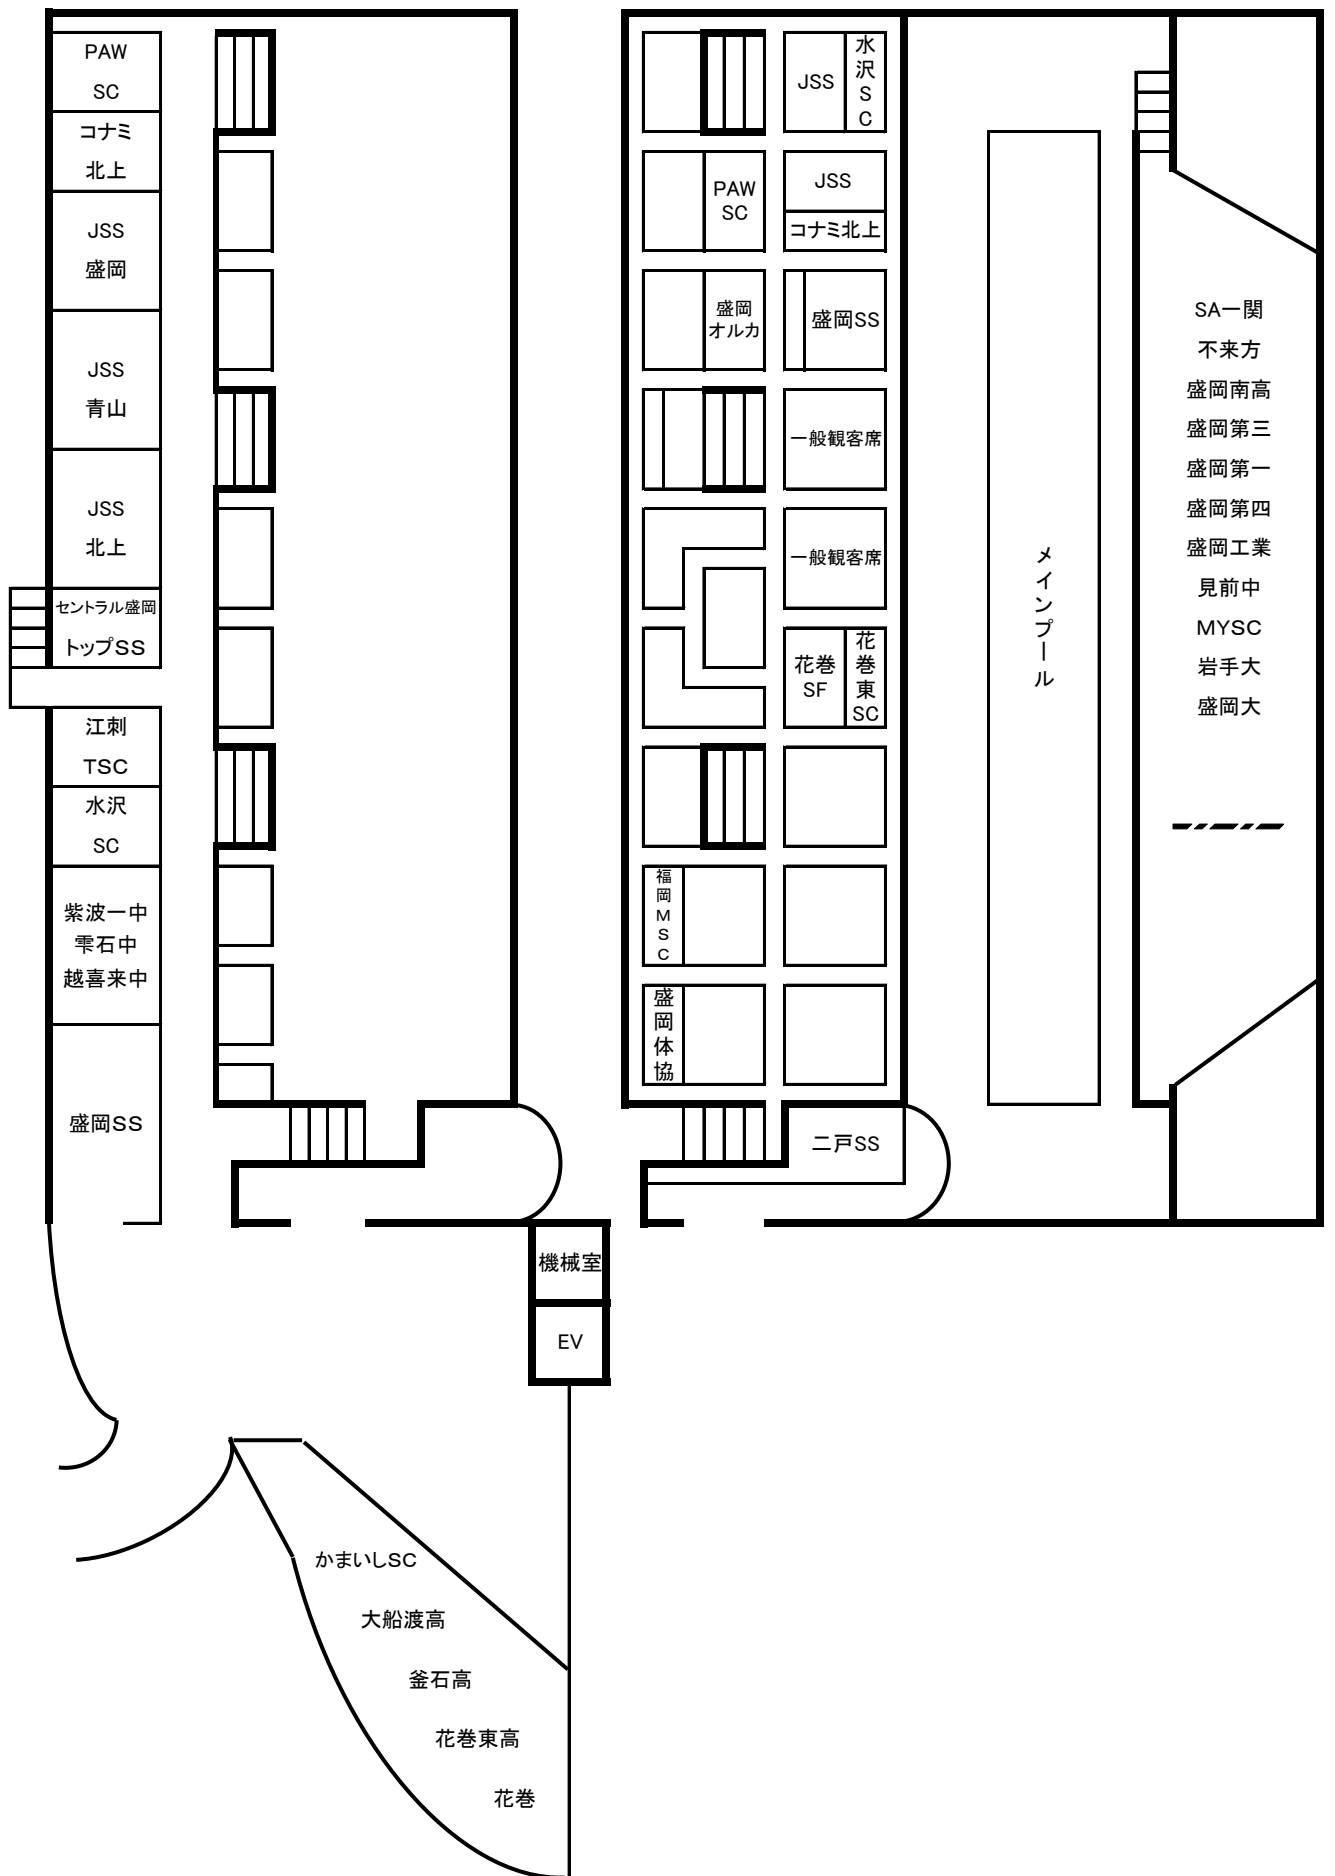 PAW
SC
コナミ
北上
JSS
盛岡
JSS
青山
JSS
北上
セントラル盛岡
トップSS
江刺
TSC
水沢
SC
紫波一中
雫石中
越喜来中
盛岡SS
JSS
水沢SC
PAW
SC
JSS
コナミ北上
盛岡
オルカ
盛岡SS
一般観客席
一般観客席
花巻
SF
花巻東SC
福岡MSC
盛岡体協
二戸SS
メインプール
SA一関
不来方
盛岡南高
盛岡第三
盛岡第一
盛岡第四
盛岡工業
見前中
MYSC
岩手大
盛岡大
機械室
EV
かまいしSC
大船渡高
釜石高
花巻東高
花巻